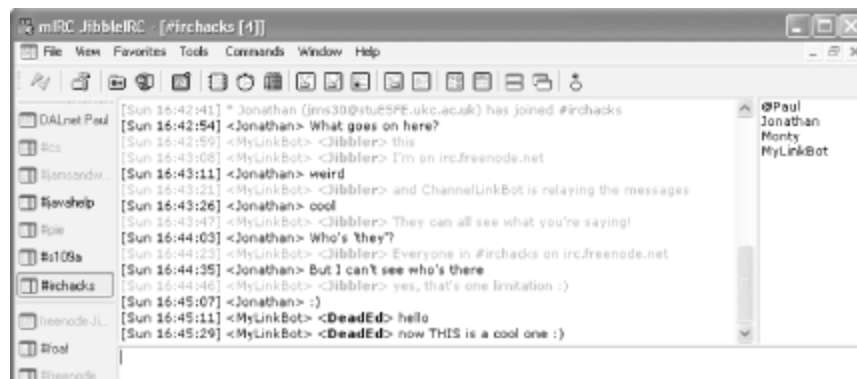 mIRC JibbleIRC - [#irchacks [4]]
File View Favorites Tools Commands Window Help
DALnet Paul
#cs
#jamsandw...
#javahelp
#pie
#s109a
#irchacks
freenode Ji...
#foaf
#freenode
[Sun 16:42:41] * Jonathan (jms30@stuE5FE.ukc.ac.uk) has joined #irchacks
[Sun 16:42:54] <Jonathan> What goes on here?
[Sun 16:42:59] <MyLinkBot> <Jibbler> this
[Sun 16:43:08] <MyLinkBot> <Jibbler> I'm on irc.freenode.net
[Sun 16:43:11] <Jonathan> weird
[Sun 16:43:21] <MyLinkBot> <Jibbler> and ChannelLinkBot is relaying the messages
[Sun 16:43:26] <Jonathan> cool
[Sun 16:43:47] <MyLinkBot> <Jibbler> They can all see what you're saying!
[Sun 16:44:03] <Jonathan> Who's 'they'?
[Sun 16:44:23] <MyLinkBot> <Jibbler> Everyone in #irchacks on irc.freenode.net
[Sun 16:44:35] <Jonathan> But I can't see who's there
[Sun 16:44:46] <MyLinkBot> <Jibbler> yes, that's one limitation :)
[Sun 16:45:07] <Jonathan> :)
[Sun 16:45:11] <MyLinkBot> <DeadEd> hello
[Sun 16:45:29] <MyLinkBot> <DeadEd> now THIS is a cool one :)
@Paul
Jonathan
Monty
MyLinkBot